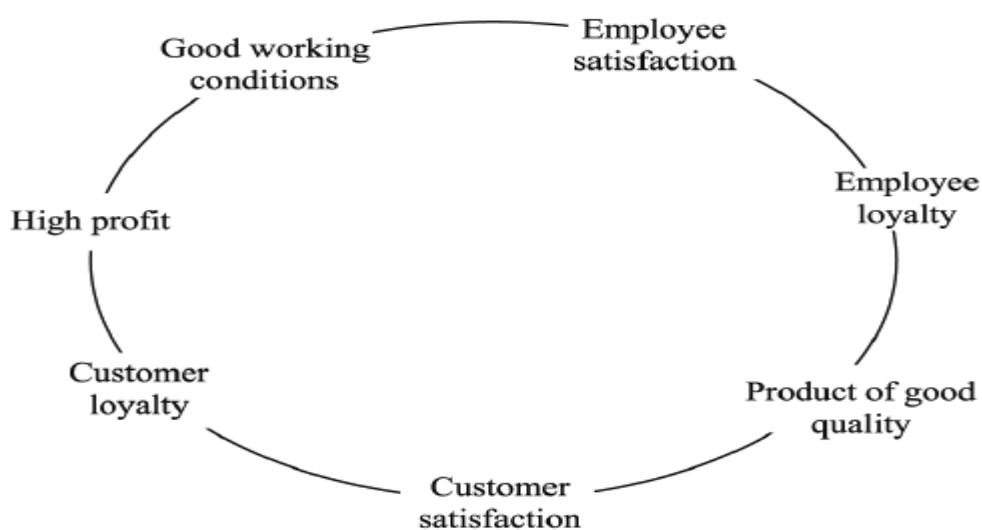 Good working
conditions
Employee
satisfaction
Employee
loyalty
Product of good
quality
Customer
satisfaction
Customer
loyalty
High profit